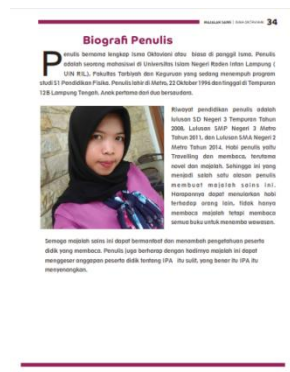 MAJALAH SAINS | 34
Biografi Penulis
Penulis bernama lengkap Isma Oktaviani atau biasa di panggil Isma. Penulis
adalah seorang mahasiswi di Universitas Islam Negeri Raden Intan Lampung (
UIN RIL), Fakultas Tarbiyah dan Keguruan yang sedang menempuh program
studi S1 Pendidikan Fisika. Penulis lahir di Metro, 22 Oktober 1996 dan tinggal di Tempuran
12B Lampung Tengah. Anak pertama dari dua bersaudara.
Riwayat pendidikan penulis adalah
lulusan SD Negeri 3 Tempuran Tahun
2008, Lulusan SMP Negeri 3 Metro
Tahun 2011, dan Lulusan SMA Negeri 2
Metro Tahun 2014. Hobi penulis yaitu
Travelling dan membaca, terutama
novel dan majalah. Sehingga ini yang
menjadi salah satu alasan penulis
membuat majalah sains ini.
Harapannya dapat menularkan hobi
terhadap orang lain, tidak hanya
membaca majalah tetapi membaca
semua buku untuk menambe wawasan.
Semoga majalah sains ini dapat bermanfaat dan menambah pengetahuan peserta
didik yang membaca. Penulis juga berharap dengan hadirnya majalah ini dapat
menggeser anggapan peserta didik tentang IPA itu sulit, yang benar itu IPA itu
menyenangkan.